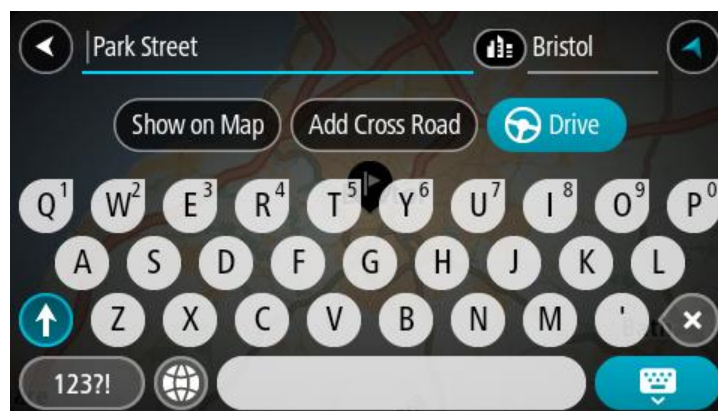 Park Street Bristol
Show on Map Add Cross Road Drive
Q1 W2 E3 R4 T5 Y6 U7 I8 O9 P0
A S D F G H J K L
Z X C V B N M '
123?!